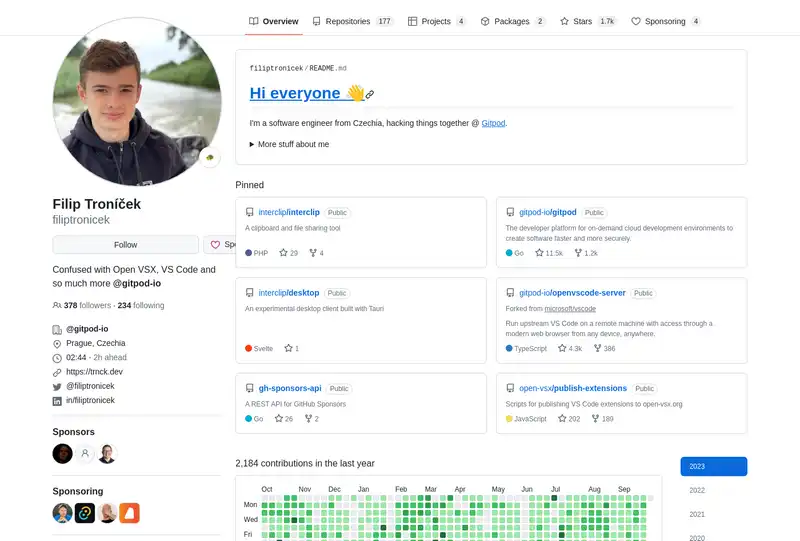 Overview
Repositories 177
Projects 4
Packages 2
Stars 1.7k
Sponsoring 4
filiptronicek/README.md
Hi everyone 👋
I'm a software engineer from Czechia, hacking things together @ Gitpod.
More stuff about me
Filip Troníček
filiptronicek
Follow
Spo
Confused with Open VSX, VS Code and
so much more @gitpod-io
378 followers · 234 following
@gitpod-io
Prague, Czechia
02:44 - 2h ahead
https://trnck.dev
@filiptronicek
in/filiptronicek
Sponsors
Sponsoring
Pinned
interclip/interclip Public
A clipboard and file sharing tool
PHP 29 4
gitpod-io/gitpod Public
The developer platform for on-demand cloud development environments to
create software faster and more securely.
Go 11.5k 1.2k
interclip/desktop Public
An experimental desktop client built with Tauri
Svelte 1
gitpod-io/openvscode-server Public
Forked from microsoft/vscode
Run upstream VS Code on a remote machine with access through a
modern web browser from any device, anywhere.
TypeScript 4.3k 386
gh-sponsors-api Public
A REST API for GitHub Sponsors
Go 26 2
open-vsx/publish-extensions Public
Scripts for publishing VS Code extensions to open-vsx.org
JavaScript 202 189
2,184 contributions in the last year
Oct Nov Dec Jan Feb Mar Apr May Jun Jul Aug Sep
Mon
Wed
Fri
2023
2022
2021
2020